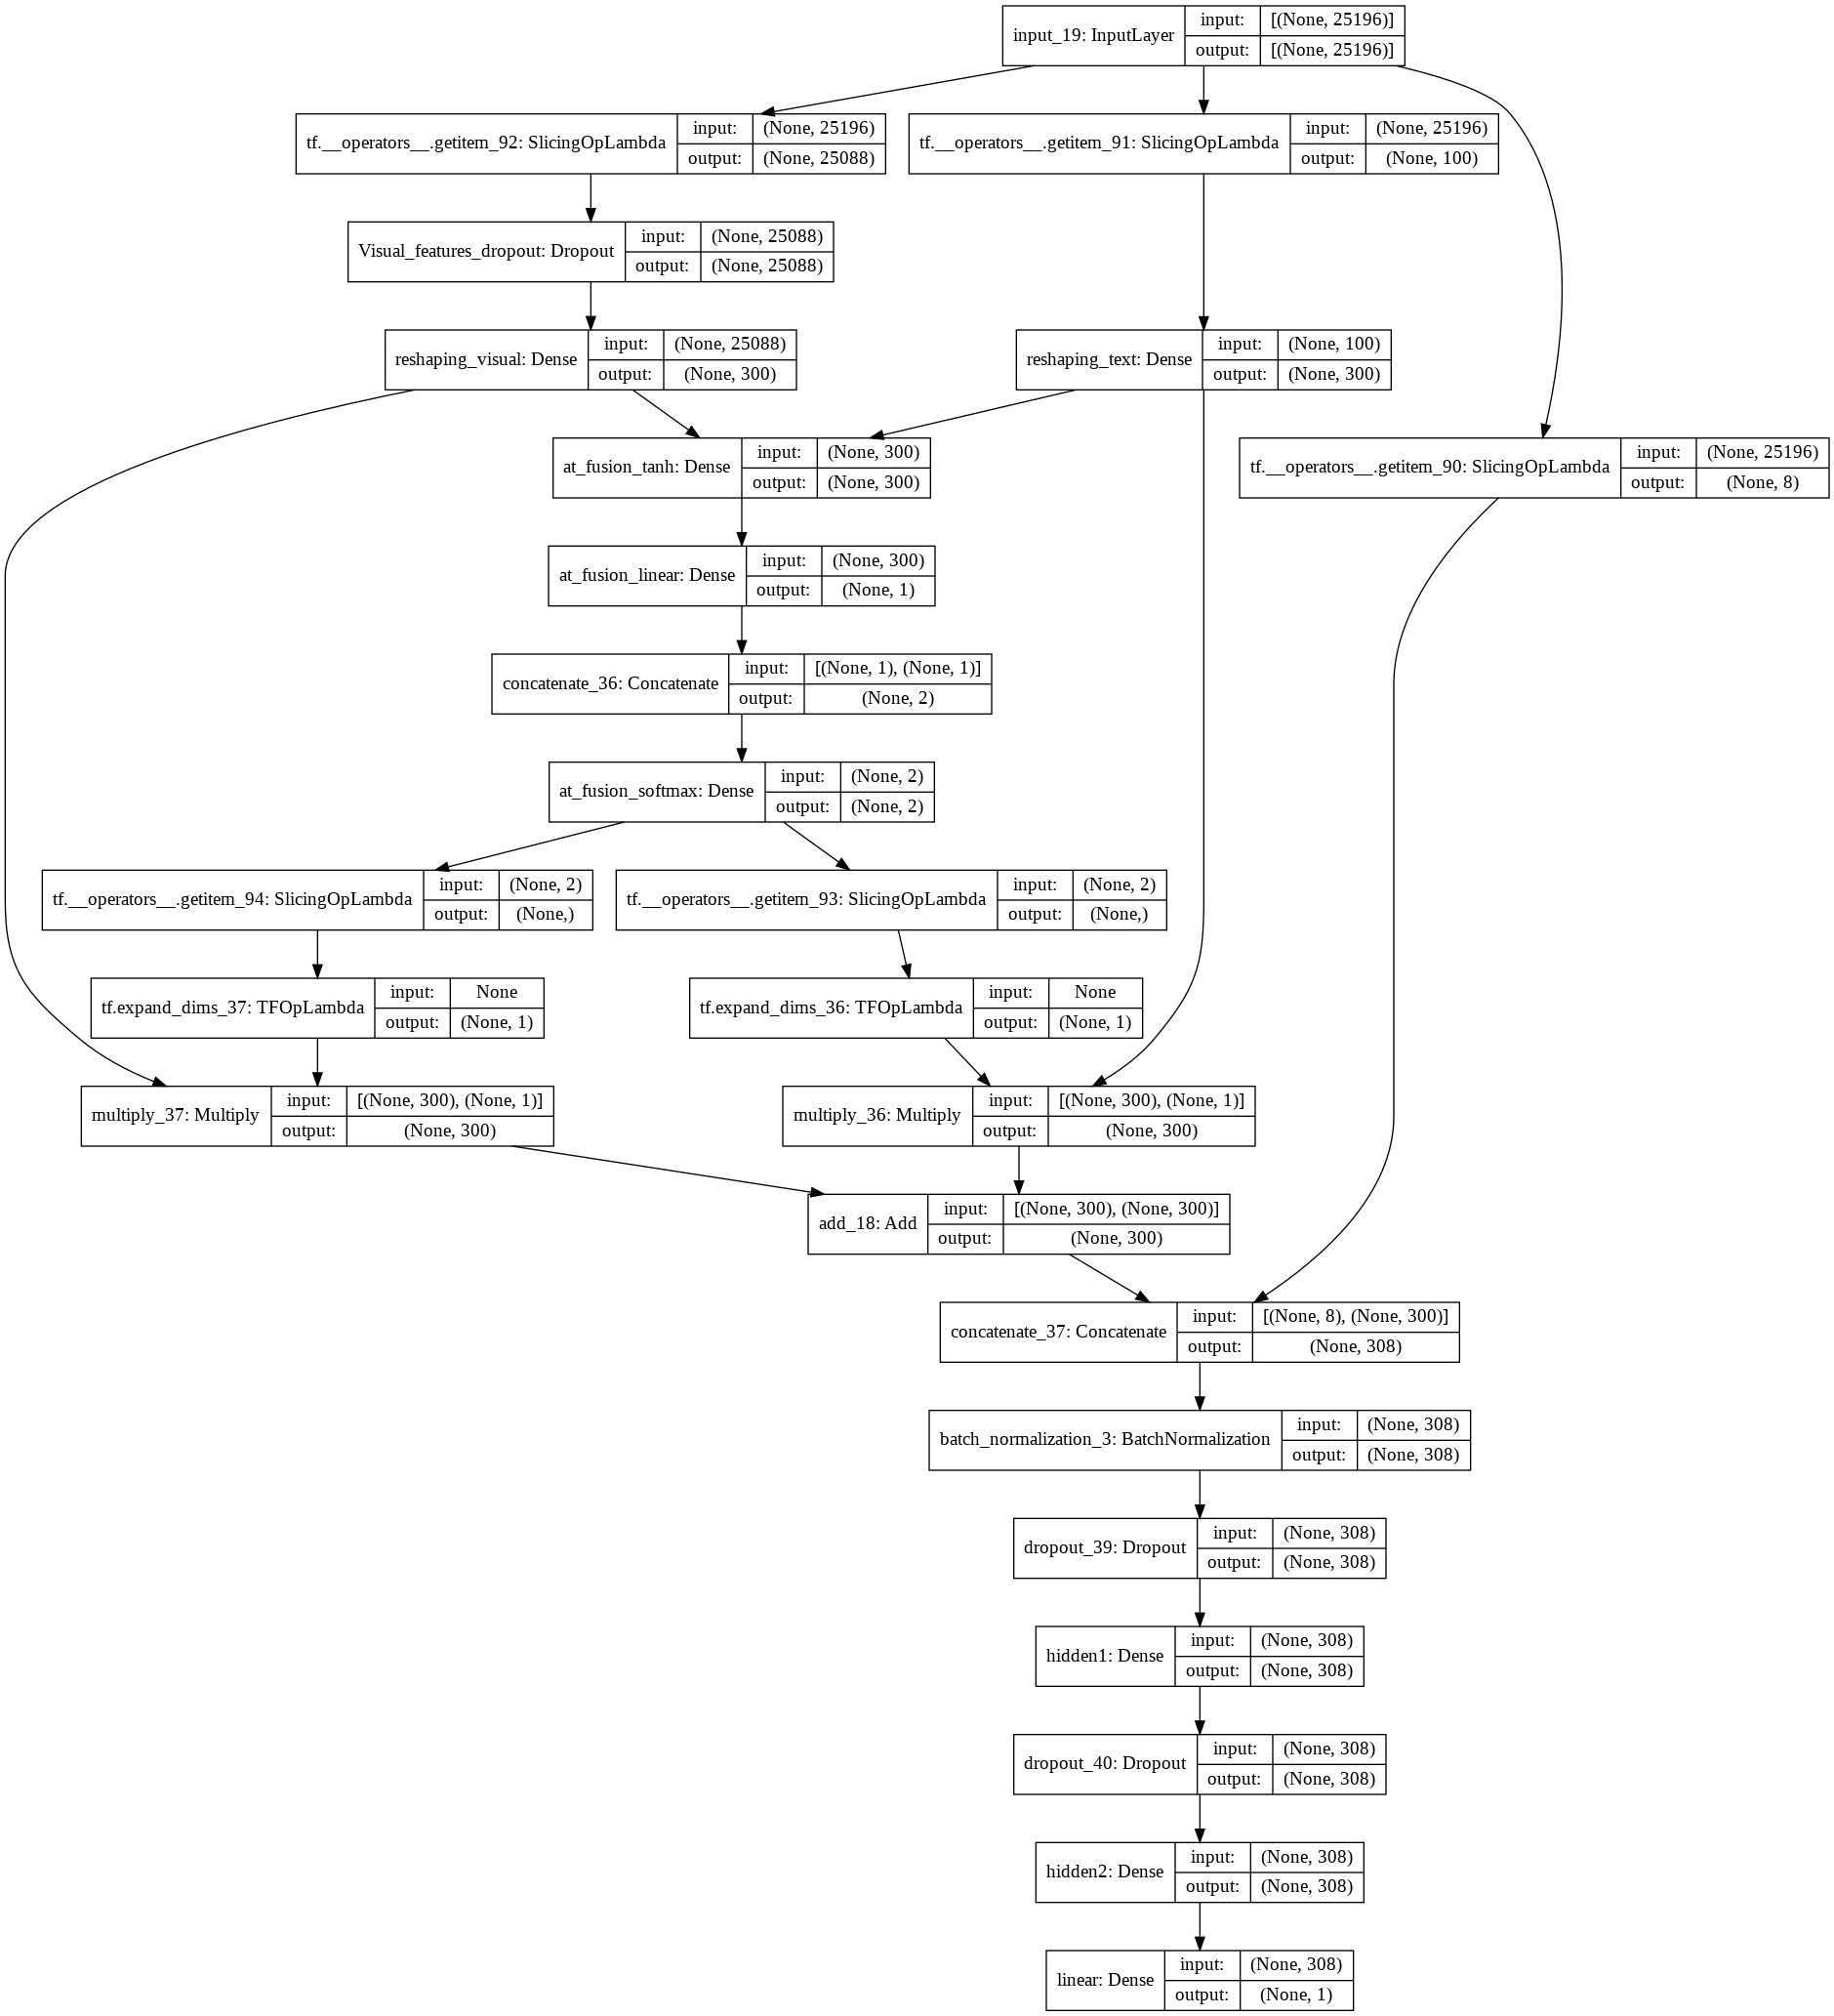 input_19: InputLayer
input:
[(None, 25196)]
output:
[(None, 25196)]
tf.__operators__.getitem_92: SlicingOpLambda
input:
(None, 25196)
output:
(None, 25088)
tf.__operators__.getitem_91: SlicingOpLambda
input:
(None, 25196)
output:
(None, 100)
Visual_features_dropout: Dropout
input:
(None, 25088)
output:
(None, 25088)
reshaping_visual: Dense
input:
(None, 25088)
output:
(None, 300)
reshaping_text: Dense
input:
(None, 100)
output:
(None, 300)
at_fusion_tanh: Dense
input:
(None, 300)
output:
(None, 300)
tf.__operators__.getitem_90: SlicingOpLambda
input:
(None, 25196)
output:
(None, 8)
at_fusion_linear: Dense
input:
(None, 300)
output:
(None, 1)
concatenate_36: Concatenate
input:
[(None, 1), (None, 1)]
output:
(None, 2)
at_fusion_softmax: Dense
input:
(None, 2)
output:
(None, 2)
tf.__operators__.getitem_94: SlicingOpLambda
input:
(None, 2)
output:
(None,)
tf.__operators__.getitem_93: SlicingOpLambda
input:
(None, 2)
output:
(None,)
tf.expand_dims_37: TFOpLambda
input:
None
output:
(None, 1)
tf.expand_dims_36: TFOpLambda
input:
None
output:
(None, 1)
multiply_37: Multiply
input:
[(None, 300), (None, 1)]
output:
(None, 300)
multiply_36: Multiply
input:
[(None, 300), (None, 1)]
output:
(None, 300)
add_18: Add
input:
[(None, 300), (None, 300)]
output:
(None, 300)
concatenate_37: Concatenate
input:
[(None, 8), (None, 300)]
output:
(None, 308)
batch_normalization_3: BatchNormalization
input:
(None, 308)
output:
(None, 308)
dropout_39: Dropout
input:
(None, 308)
output:
(None, 308)
hidden1: Dense
input:
(None, 308)
output:
(None, 308)
dropout_40: Dropout
input:
(None, 308)
output:
(None, 308)
hidden2: Dense
input:
(None, 308)
output:
(None, 308)
linear: Dense
input:
(None, 308)
output:
(None, 1)